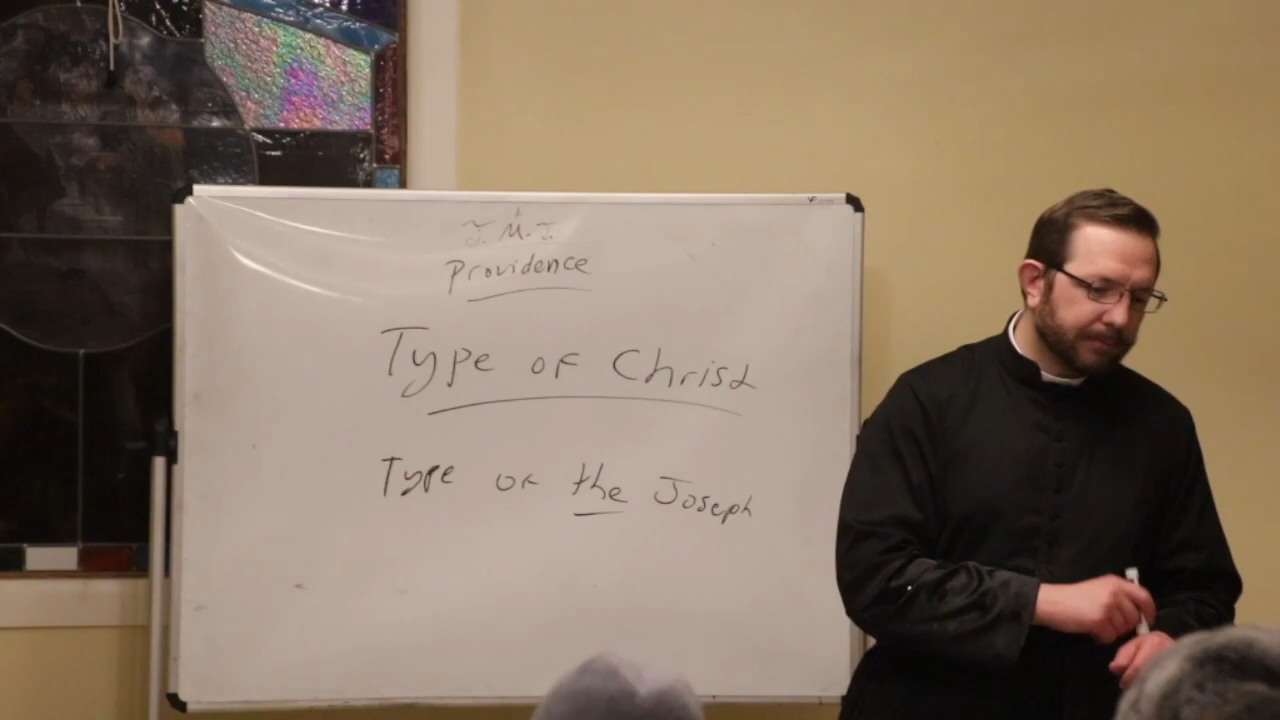 J. M. J.
Providence
Type of Christ
Type of the Joseph